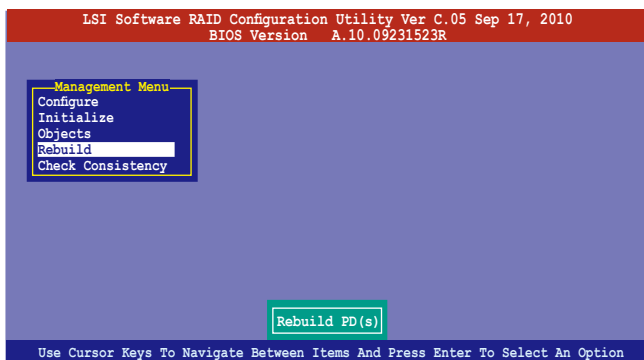 LSI Software RAID Configuration Utility Ver C.05 Sep 17, 2010
BIOS Version A.10.09231523R
Management Menu
Configure
Initialize
Objects
Rebuild
Check Consistency
Rebuild PD(s)
Use Cursor Keys To Navigate Between Items And Press Enter To Select An Option